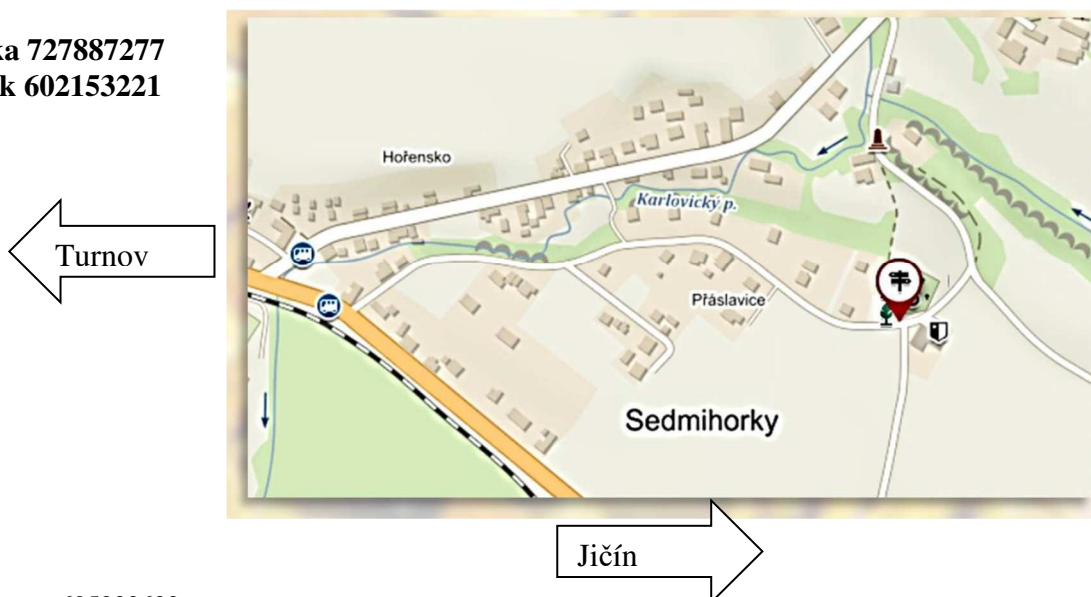 ka 727887277
k 602153221
Hořensko
Karlovický p.
Turnov
Přáslavice
Sedmihorky
Jičín